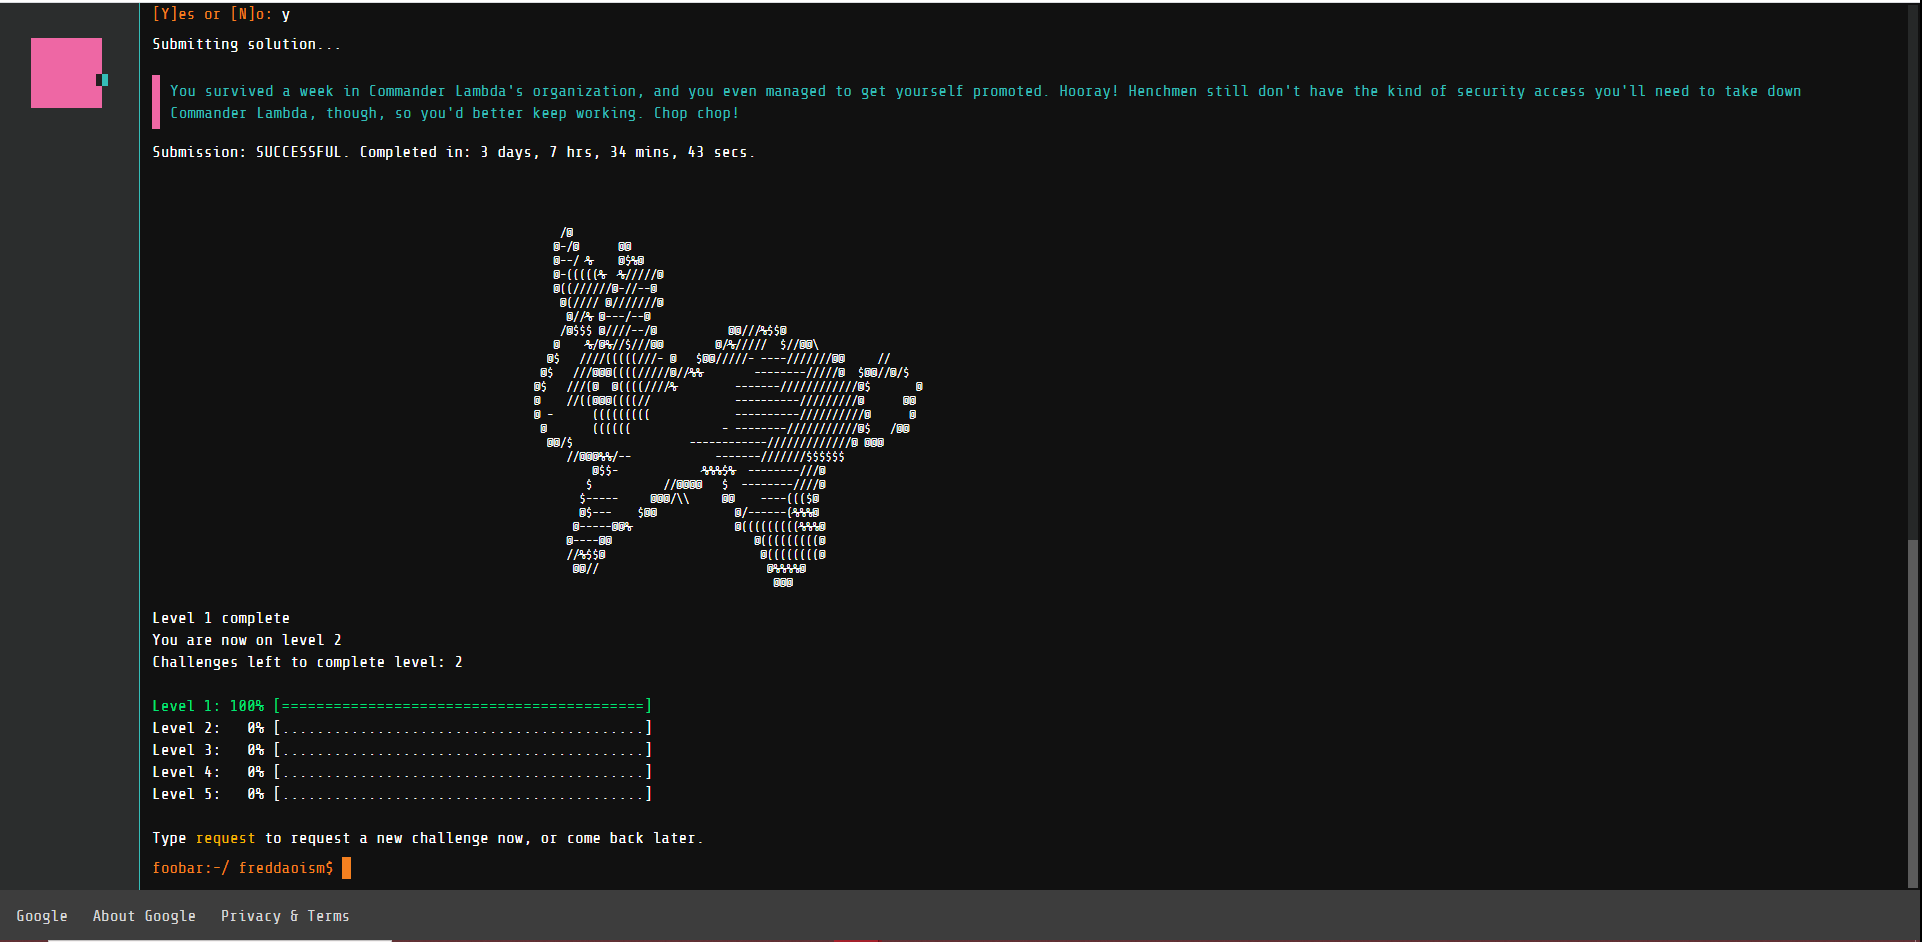 [Y]es or [N]o: y
Submitting solution...
You survived a week in Commander Lambda's organization, and you even managed to get yourself promoted. Hooray! Henchmen still don't have the kind of security access you'll need to take down
Commander Lambda, though, so you'd better keep working. Chop chop!
Submission: SUCCESSFUL. Completed in: 3 days, 7 hrs, 34 mins, 43 secs.
Level 1 complete
You are now on level 2
Challenges left to complete level: 2
Level 1: 100% [==========================================]
Level 2:   0% [..........................................]
Level 3:   0% [..........................................]
Level 4:   0% [..........................................]
Level 5:   0% [..........................................]
Type request to request a new challenge now, or come back later.
foobar:~/ freddaoism$
Google   About Google   Privacy & Terms